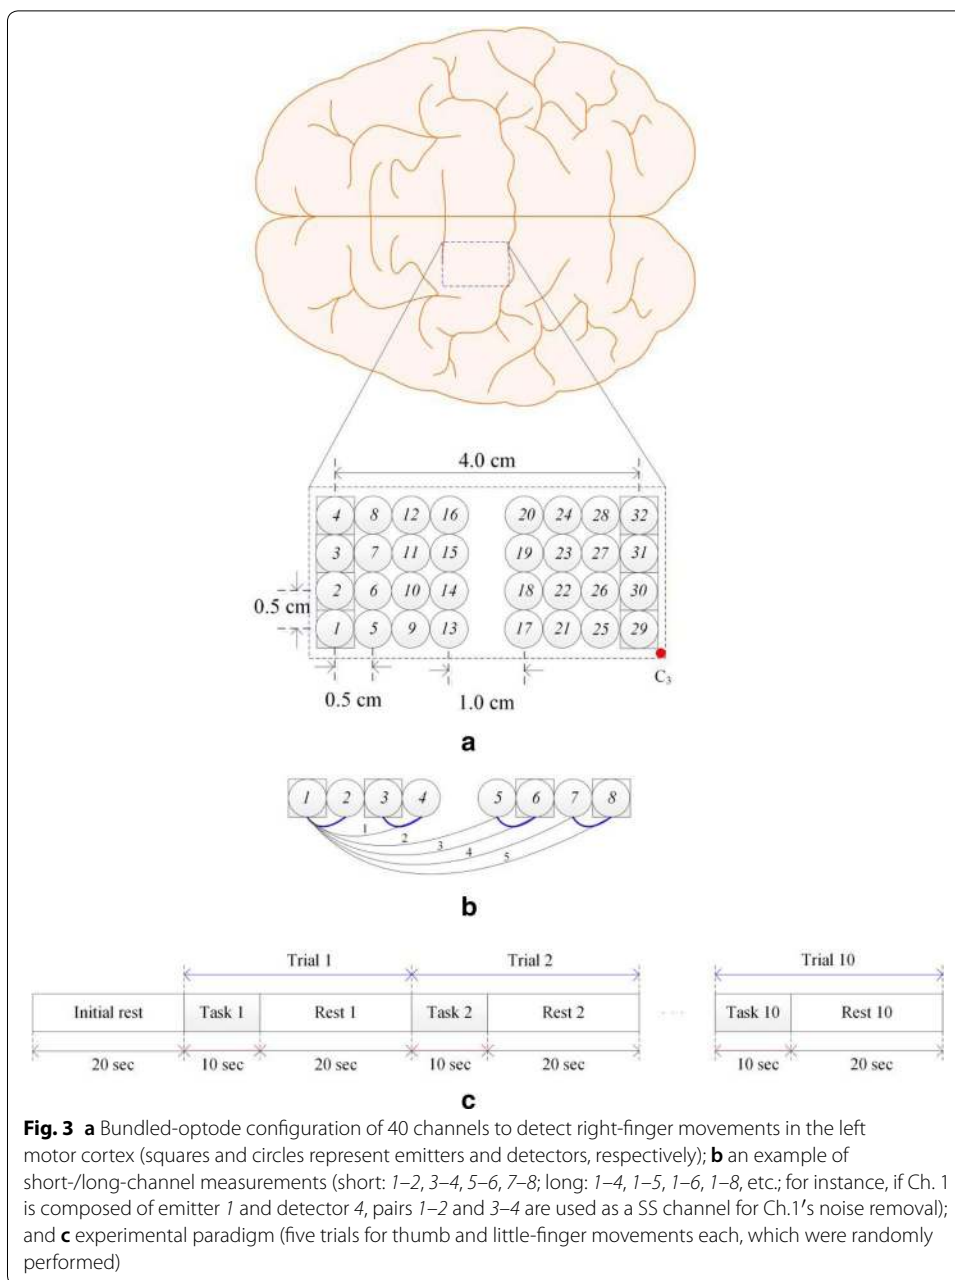 4.0 cm
4 8 12 16 20 24 28 32
3 7 11 15 19 23 27 31
2 6 10 14 18 22 26 30
0.5 cm
1 5 9 13 17 21 25 29
C3
0.5 cm 1.0 cm
a
1 2 3 4 5 6 7 8
1
2
3
4
5
b
Trial 1 Trial 2 Trial 10
Initial rest Task 1 Rest 1 Task 2 Rest 2 ... Task 10 Rest 10
20 sec 10 sec 20 sec 10 sec 20 sec 10 sec 20 sec
c
Fig. 3 a Bundled-optode configuration of 40 channels to detect right-finger movements in the left
motor cortex (squares and circles represent emitters and detectors, respectively); b an example of
short-/long-channel measurements (short: 1–2, 3–4, 5–6, 7–8; long: 1–4, 1–5, 1–6, 1–8, etc.; for instance, if Ch. 1
is composed of emitter 1 and detector 4, pairs 1–2 and 3–4 are used as a SS channel for Ch.1′s noise removal);
and c experimental paradigm (five trials for thumb and little-finger movements each, which were randomly
performed)